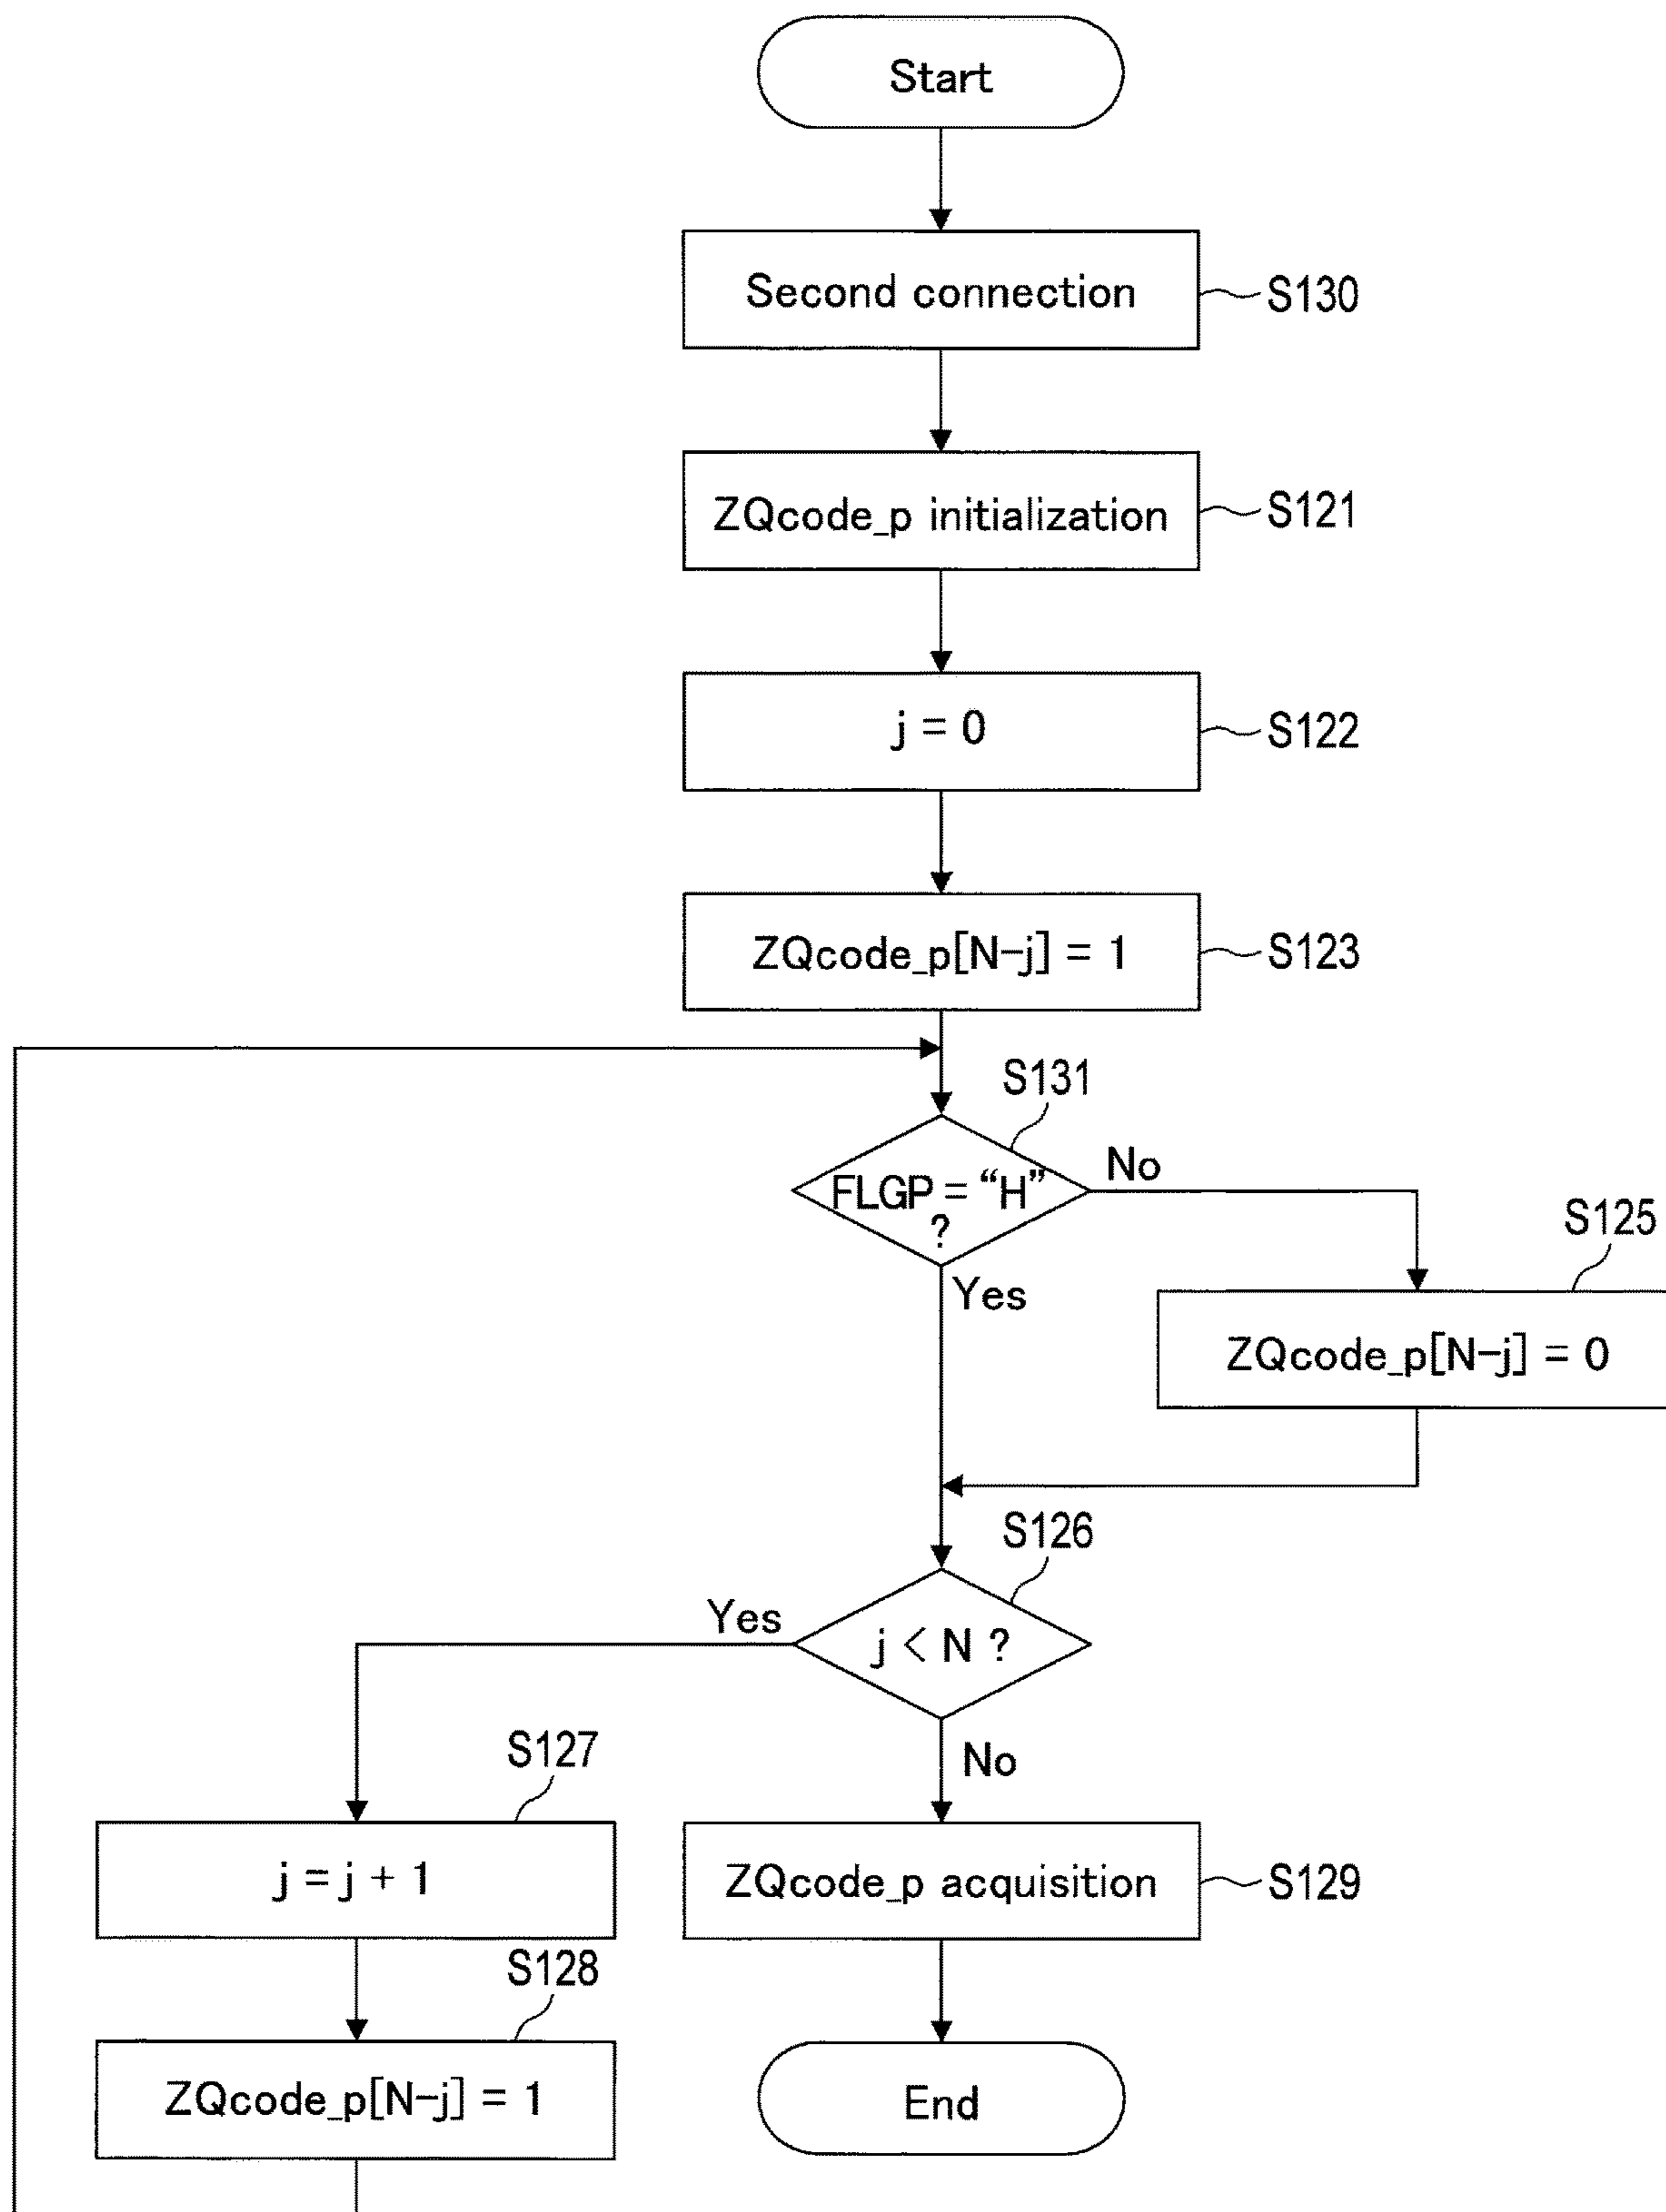 Start
Second connection
S130
ZQcode_p initialization
S121
j = 0
S122
ZQcode_p[N-j] = 1
S123
S131
FLGP = “H”
?
No
Yes
S125
ZQcode_p[N-j] = 0
S126
j < N ?
Yes
No
S127
j = j + 1
ZQcode_p acquisition
S129
S128
ZQcode_p[N-j] = 1
End